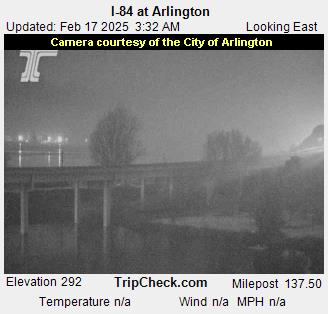 I-84 at Arlington
Updated: Feb 17 2025 3:32 AM Looking East
Camera courtesy of the City of Arlington
Elevation 292 TripCheck.com Milepost 137.50
Temperature n/a Wind n/a MPH n/a